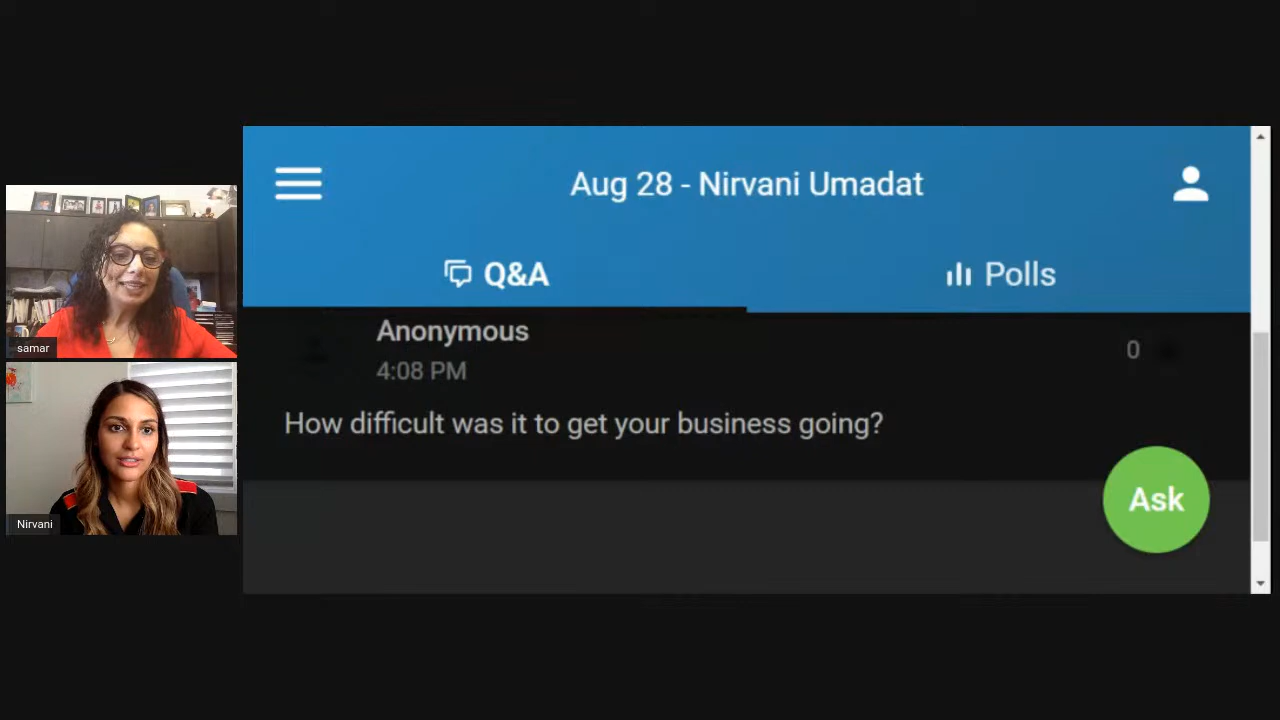 Aug 28 - Nirvani Umadat
Q&A
Polls
Anonymous
0
4:08 PM
How difficult was it to get your business going?
Ask
samar
Nirvani